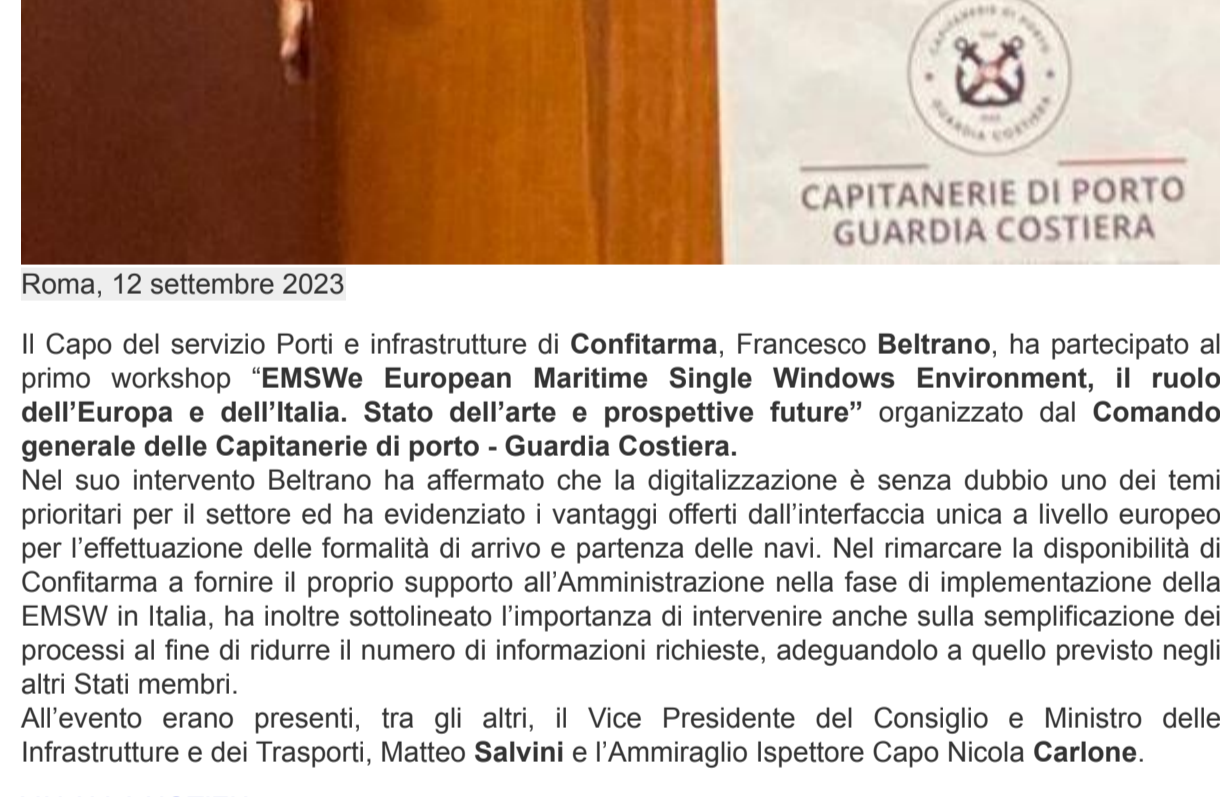 CAPITANERIE DI PORTO
GUARDIA COSTIERA
CAPITANERIE DI PORTO
GUARDIA COSTIERA
Roma, 12 settembre 2023
Il Capo del servizio Porti e infrastrutture di Confitarma, Francesco Beltrano, ha partecipato al
primo workshop “EMSWe European Maritime Single Windows Environment, il ruolo
dell’Europa e dell’Italia. Stato dell’arte e prospettive future” organizzato dal Comando
generale delle Capitanerie di porto - Guardia Costiera.
Nel suo intervento Beltrano ha affermato che la digitalizzazione è senza dubbio uno dei temi
prioritari per il settore ed ha evidenziato i vantaggi offerti dall’interfaccia unica a livello europeo
per l’effettuazione delle formalità di arrivo e partenza delle navi. Nel rimarcare la disponibilità di
Confitarma a fornire il proprio supporto all’Amministrazione nella fase di implementazione della
EMSW in Italia, ha inoltre sottolineato l’importanza di intervenire anche sulla semplificazione dei
processi al fine di ridurre il numero di informazioni richieste, adeguandolo a quello previsto negli
altri Stati membri.
All’evento erano presenti, tra gli altri, il Vice Presidente del Consiglio e Ministro delle
Infrastrutture e dei Trasporti, Matteo Salvini e l’Ammiraglio Ispettore Capo Nicola Carlone.